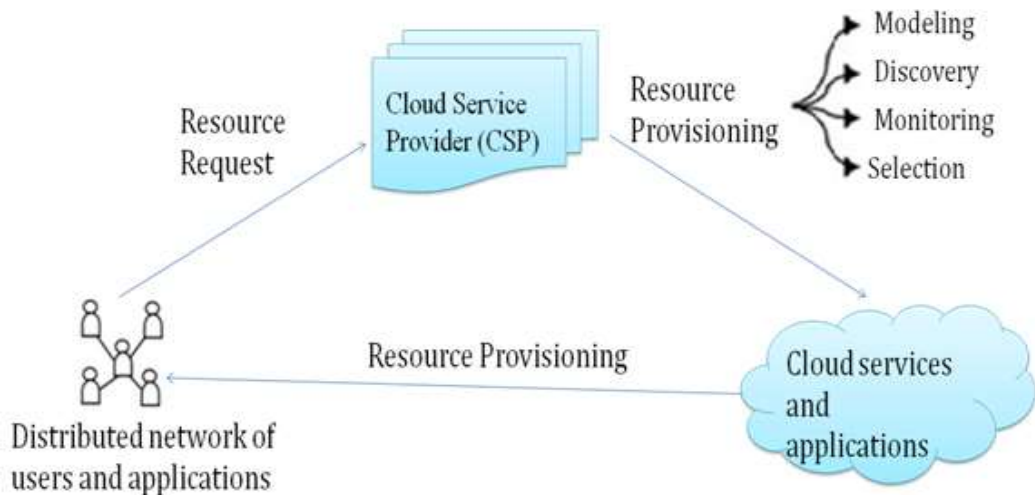 Modeling
Discovery
Monitoring
Selection
Resource
Provisioning
Cloud Service
Provider (CSP)
Resource
Request
Resource Provisioning
Cloud services
and
applications
Distributed network of
users and applications